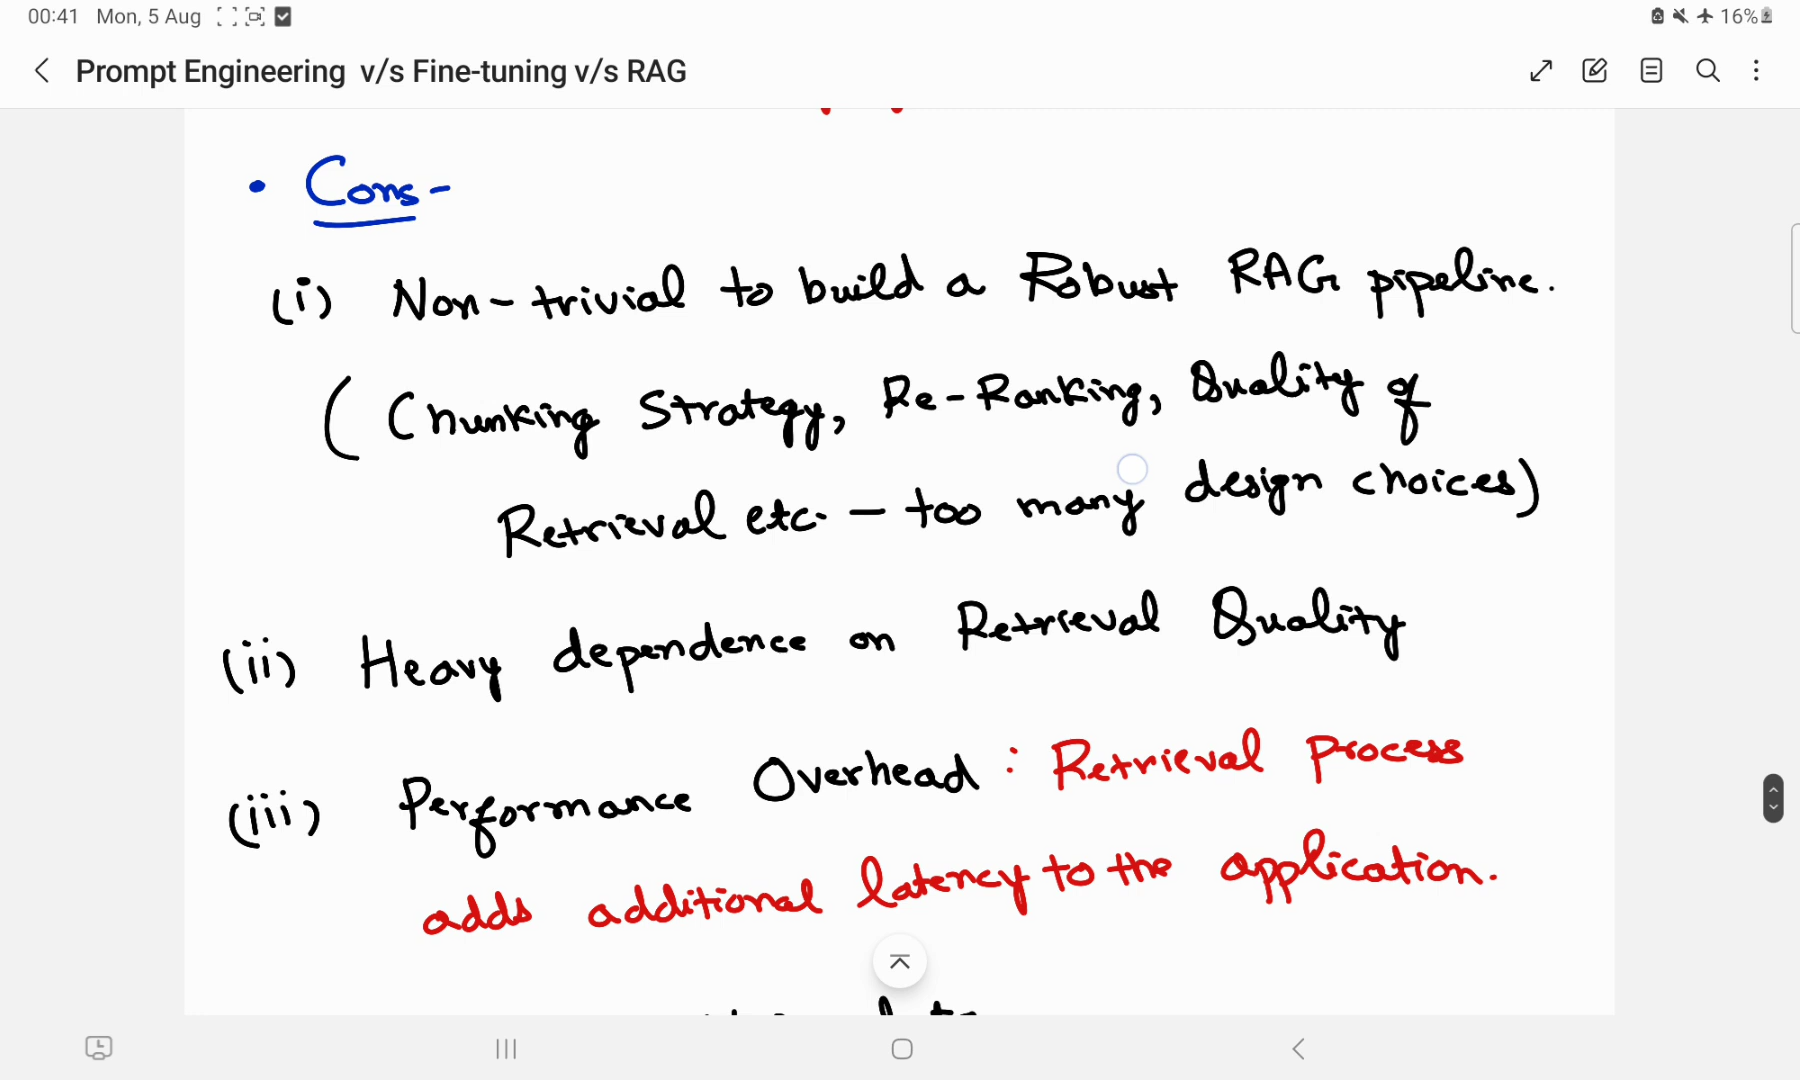 00:41 Mon, 5 Aug
16%
Prompt Engineering v/s Fine-tuning v/s RAG
• Cons -
(i) Non-trivial to build a Robust RAG pipeline.
(Chunking Strategy, Re-Ranking, Quality of
Retrieval etc. – too many design choices)
(ii) Heavy dependence on Retrieval Quality
(iii) Performance Overhead : Retrieval process
adds additional latency to the application.